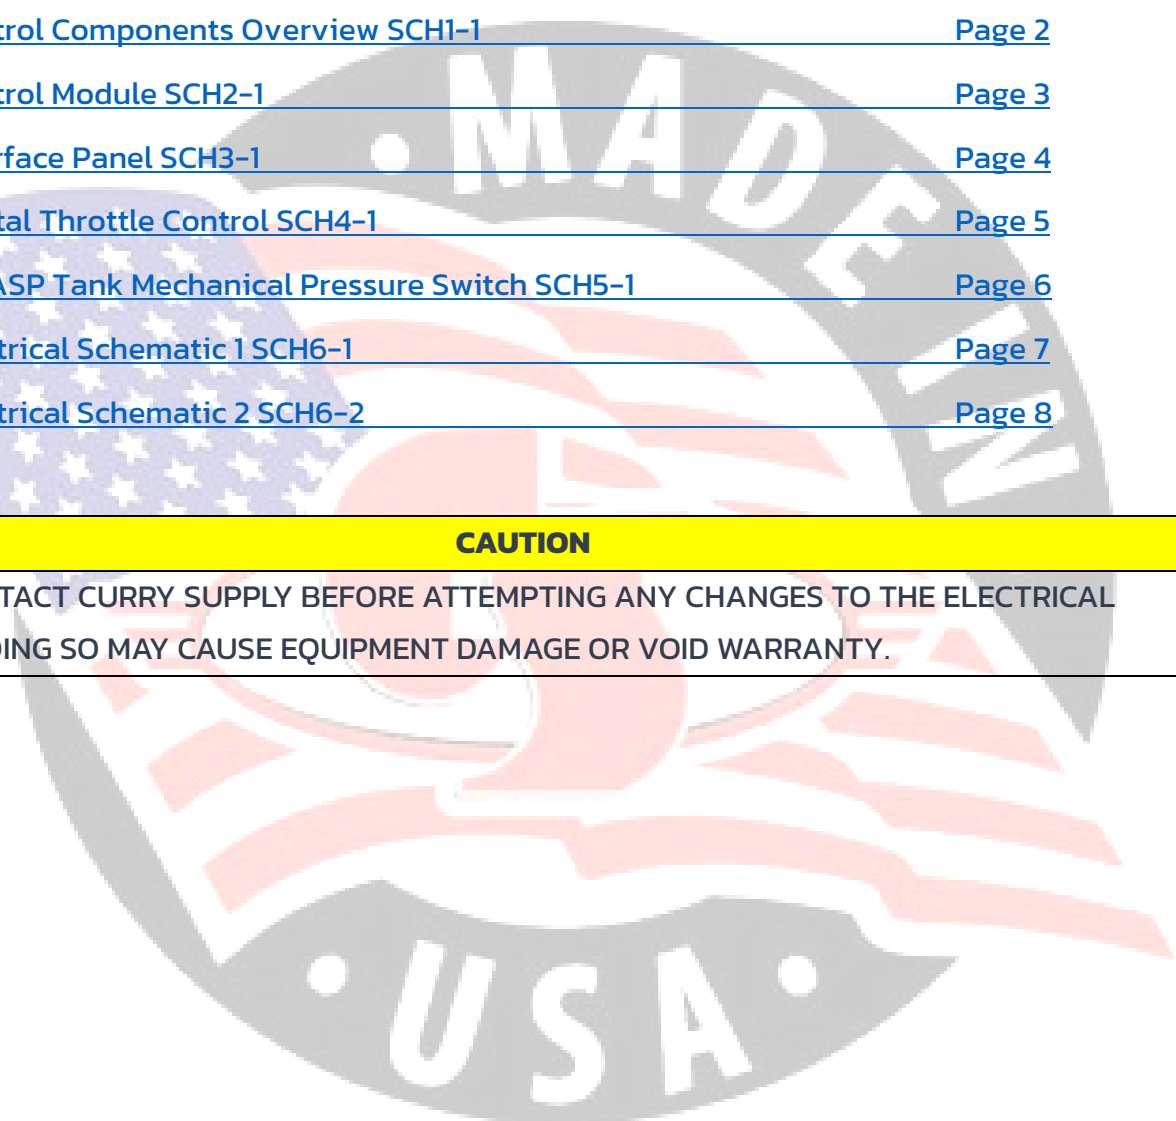 trol Components Overview SCH1-1 Page 2
trol Module SCH2-1 Page 3
rface Panel SCH3-1 Page 4
tal Throttle Control SCH4-1 Page 5
ASP Tank Mechanical Pressure Switch SCH5-1 Page 6
trical Schematic 1 SCH6-1 Page 7
trical Schematic 2 SCH6-2 Page 8
CAUTION
TACT CURRY SUPPLY BEFORE ATTEMPTING ANY CHANGES TO THE ELECTRICAL
OING SO MAY CAUSE EQUIPMENT DAMAGE OR VOID WARRANTY.
• MADE IN
• USA •